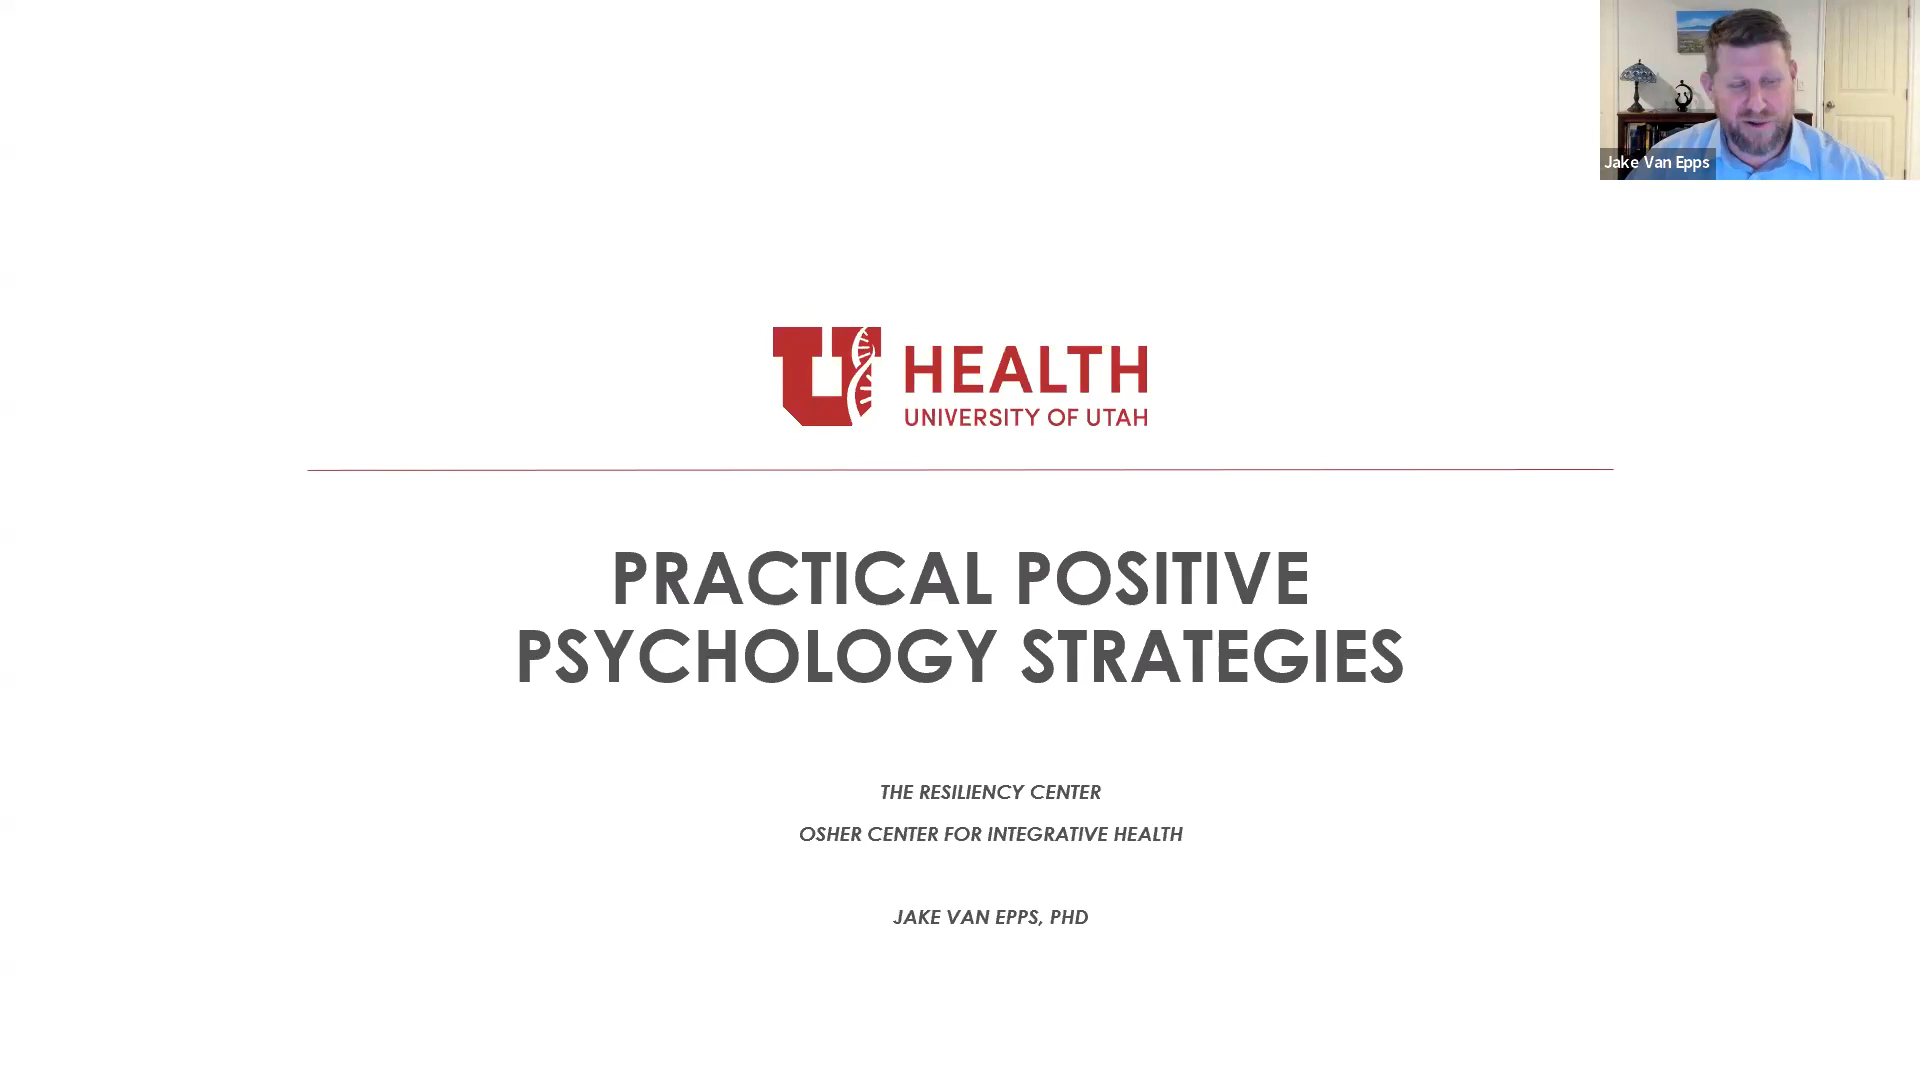 Jake Van Epps
HEALTH
UNIVERSITY OF UTAH
PRACTICAL POSITIVE
PSYCHOLOGY STRATEGIES
THE RESILIENCY CENTER
OSHER CENTER FOR INTEGRATIVE HEALTH
JAKE VAN EPPS, PHD